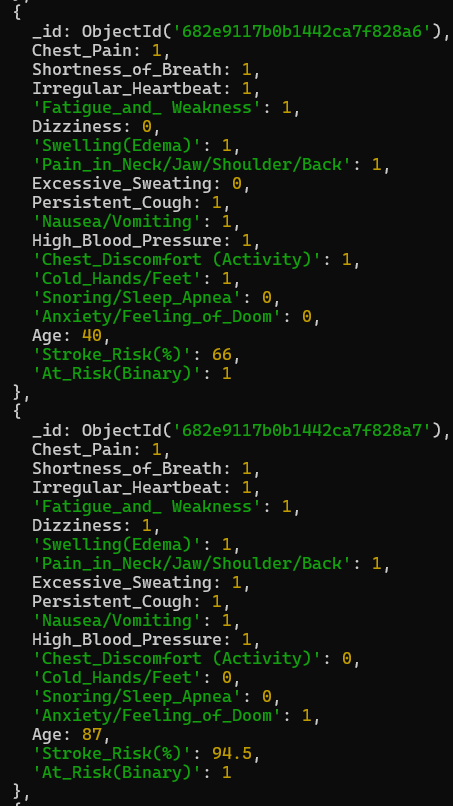 {
_id: ObjectId('682e9117b0b1442ca7f828a6'),
Chest_Pain: 1,
Shortness_of_Breath: 1,
Irregular_Heartbeat: 1,
'Fatigue_and_ Weakness': 1,
Dizziness: 0,
'Swelling(Edema)': 1,
'Pain_in_Neck/Jaw/Shoulder/Back': 1,
Excessive_Sweating: 0,
Persistent_Cough: 1,
'Nausea/Vomiting': 1,
High_Blood_Pressure: 1,
'Chest_Discomfort (Activity)': 1,
'Cold_Hands/Feet': 1,
'Snoring/Sleep_Apnea': 0,
'Anxiety/Feeling_of_Doom': 0,
Age: 40,
'Stroke_Risk(%)': 66,
'At_Risk(Binary)': 1
},
{
_id: ObjectId('682e9117b0b1442ca7f828a7'),
Chest_Pain: 1,
Shortness_of_Breath: 1,
Irregular_Heartbeat: 1,
'Fatigue_and_ Weakness': 1,
Dizziness: 1,
'Swelling(Edema)': 1,
'Pain_in_Neck/Jaw/Shoulder/Back': 1,
Excessive_Sweating: 1,
Persistent_Cough: 1,
'Nausea/Vomiting': 1,
High_Blood_Pressure: 1,
'Chest_Discomfort (Activity)': 0,
'Cold_Hands/Feet': 0,
'Snoring/Sleep_Apnea': 0,
'Anxiety/Feeling_of_Doom': 1,
Age: 87,
'Stroke_Risk(%)': 94.5,
'At_Risk(Binary)': 1
},